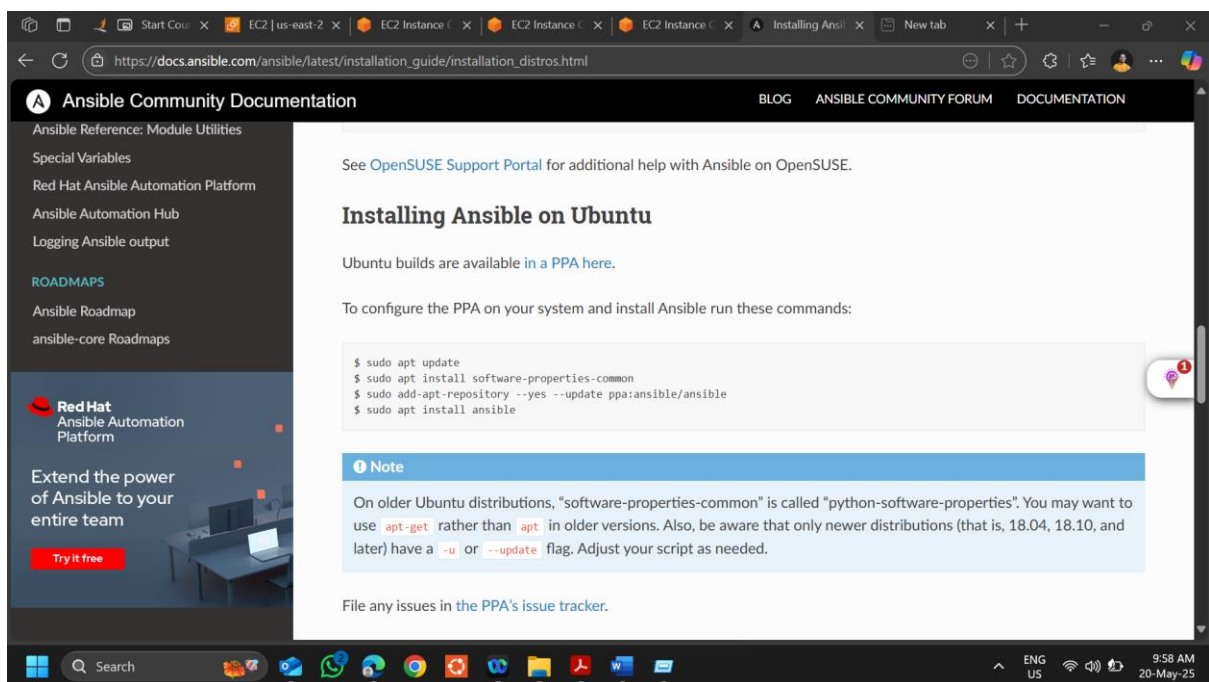 Start Cour
EC2 | us-east-2
EC2 Instance C
EC2 Instance C
EC2 Instance C
Installing Ansil
New tab
https://docs.ansible.com/ansible/latest/installation_guide/installation_distros.html
A Ansible Community Documentation
BLOG ANSIBLE COMMUNITY FORUM DOCUMENTATION
Ansible Reference: Module Utilities
Special Variables
Red Hat Ansible Automation Platform
Ansible Automation Hub
Logging Ansible output
ROADMAPS
Ansible Roadmap
ansible-core Roadmaps
Red Hat
Ansible Automation
Platform
Extend the power
of Ansible to your
entire team
Try it free
See OpenSUSE Support Portal for additional help with Ansible on OpenSUSE.
Installing Ansible on Ubuntu
Ubuntu builds are available in a PPA here.
To configure the PPA on your system and install Ansible run these commands:
$ sudo apt update
$ sudo apt install software-properties-common
$ sudo add-apt-repository --yes --update ppa:ansible/ansible
$ sudo apt install ansible
Note
On older Ubuntu distributions, “software-properties-common” is called “python-software-properties”. You may want to
use apt-get rather than apt in older versions. Also, be aware that only newer distributions (that is, 18.04, 18.10, and
later) have a -u or --update flag. Adjust your script as needed.
File any issues in the PPA’s issue tracker.
1
Search
2
ENG
US
9:58 AM
20-May-25